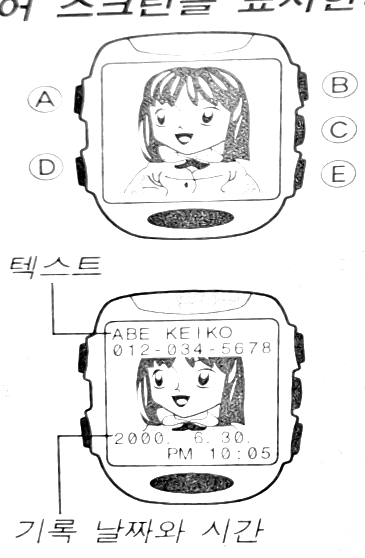 어 스크린을 표시
A
B
C
D
E
텍스트
ABE KEIKO
012-034-5678
2000. 6.30.
PM 10:05
기록 날짜와 시간